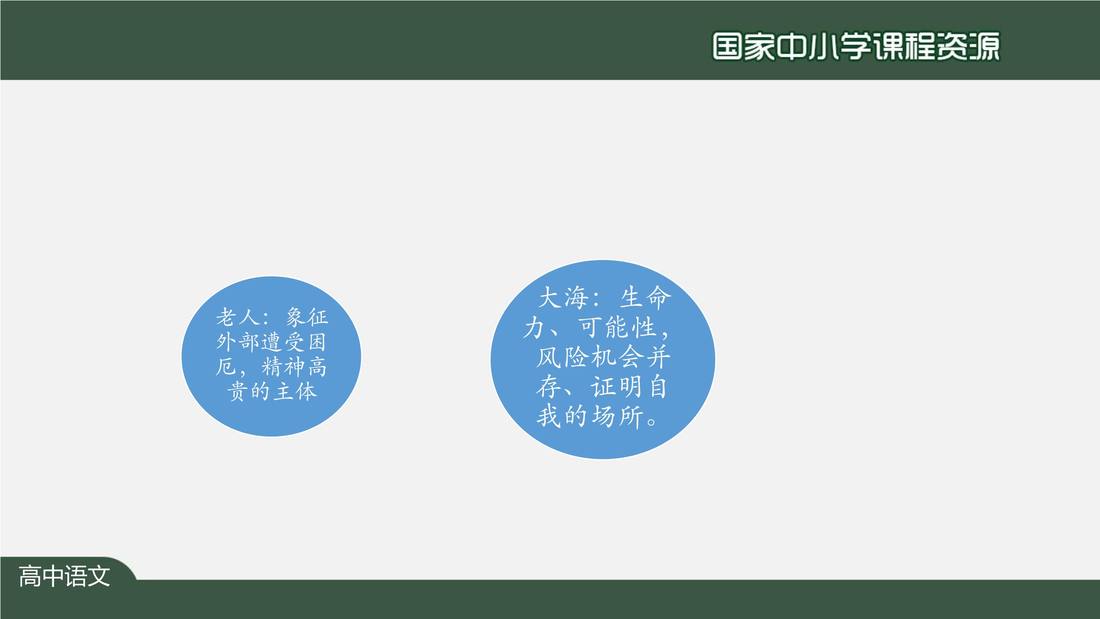 国家中小学课程资源
老人：象征
外部遭受困
厄，精神高
贵的主体
大海：生命
力、可能性，
风险机会并
存、证明自
我的场所。
高中语文